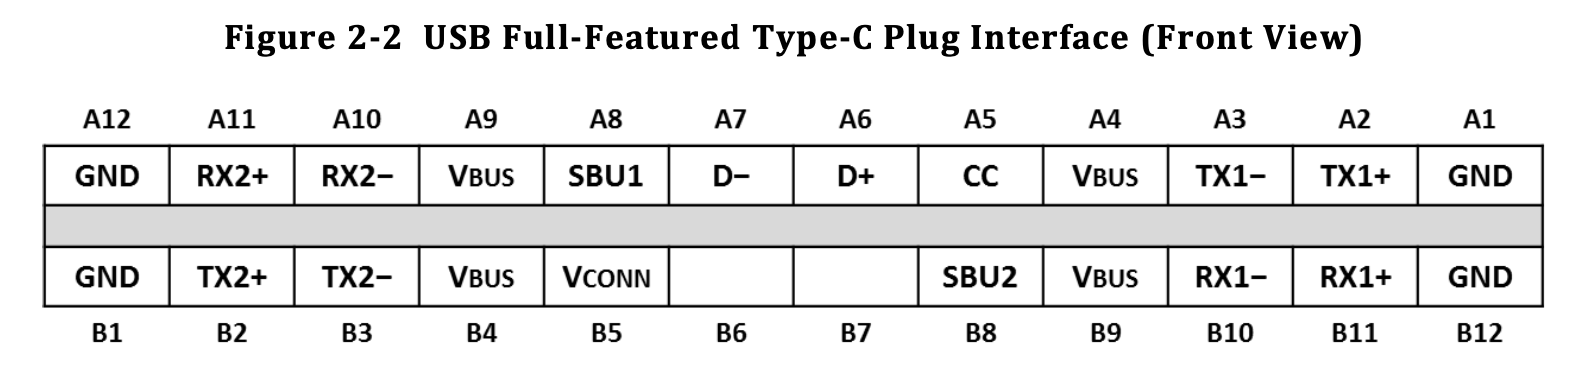 Figure 2-2 USB Full-Featured Type-C Plug Interface (Front View)
A12 A11 A10 A9 A8 A7 A6 A5 A4 A3 A2 A1
GND RX2+ RX2− VBUS SBU1 D− D+ CC VBUS TX1− TX1+ GND
GND TX2+ TX2− VBUS VCONN SBU2 VBUS RX1− RX1+ GND
B1 B2 B3 B4 B5 B6 B7 B8 B9 B10 B11 B12